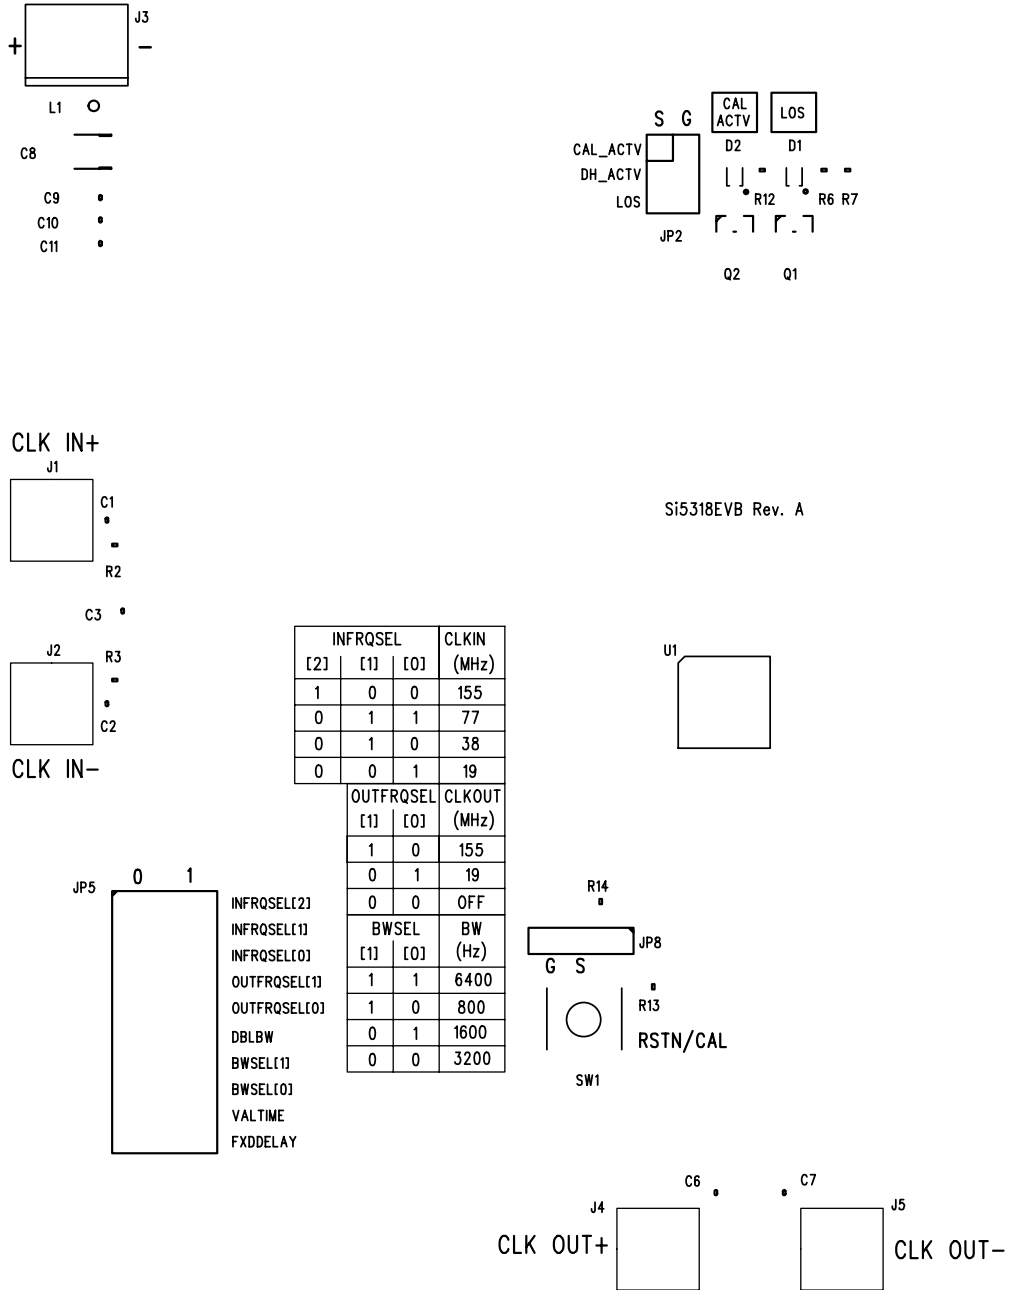 J3
+ -
L1
C8
C9
C10
C11
S G
CAL_ACTV
DH_ACTV
LOS
JP2
CAL
ACTV
LOS
D2 D1
R12 R6 R7
Q2 Q1
CLK IN+
J1
C1
R2
C3
J2
R3
C2
CLK IN-
Si5318EVB Rev. A
U1
INFRQSEL CLKIN
[2] [1] [0] (MHz)
1 0 0 155
0 1 1 77
0 1 0 38
0 0 1 19
OUTFRQSEL CLKOUT
[1] [0] (MHz)
1 0 155
0 1 19
0 0 OFF
BWSEL BW
[1] [0] (Hz)
1 1 6400
1 0 800
0 1 1600
0 0 3200
JP5
0 1
INFRQSEL[2]
INFRQSEL[1]
INFRQSEL[0]
OUTFRQSEL[1]
OUTFRQSEL[0]
DBLBW
BWSEL[1]
BWSEL[0]
VALTIME
FXDDELAY
R14
JP8
G S
R13
RSTN/CAL
SW1
C6 C7
J4 J5
CLK OUT+ CLK OUT-